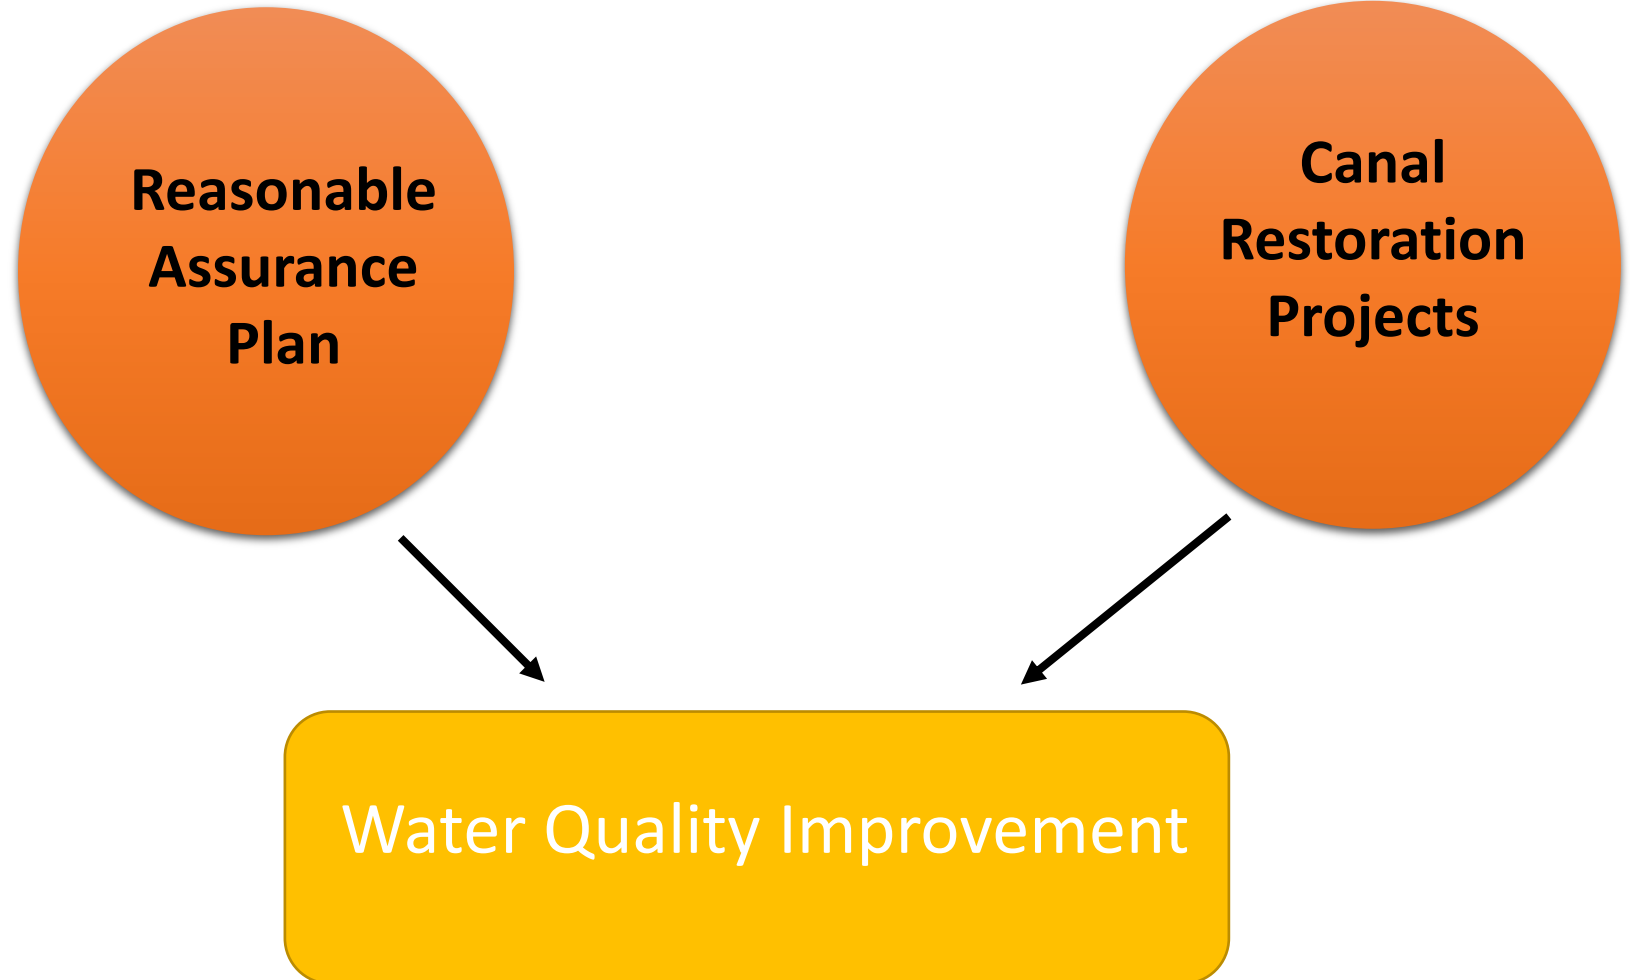 Reasonable
Assurance
Plan
Canal
Restoration
Projects
Water Quality Improvement